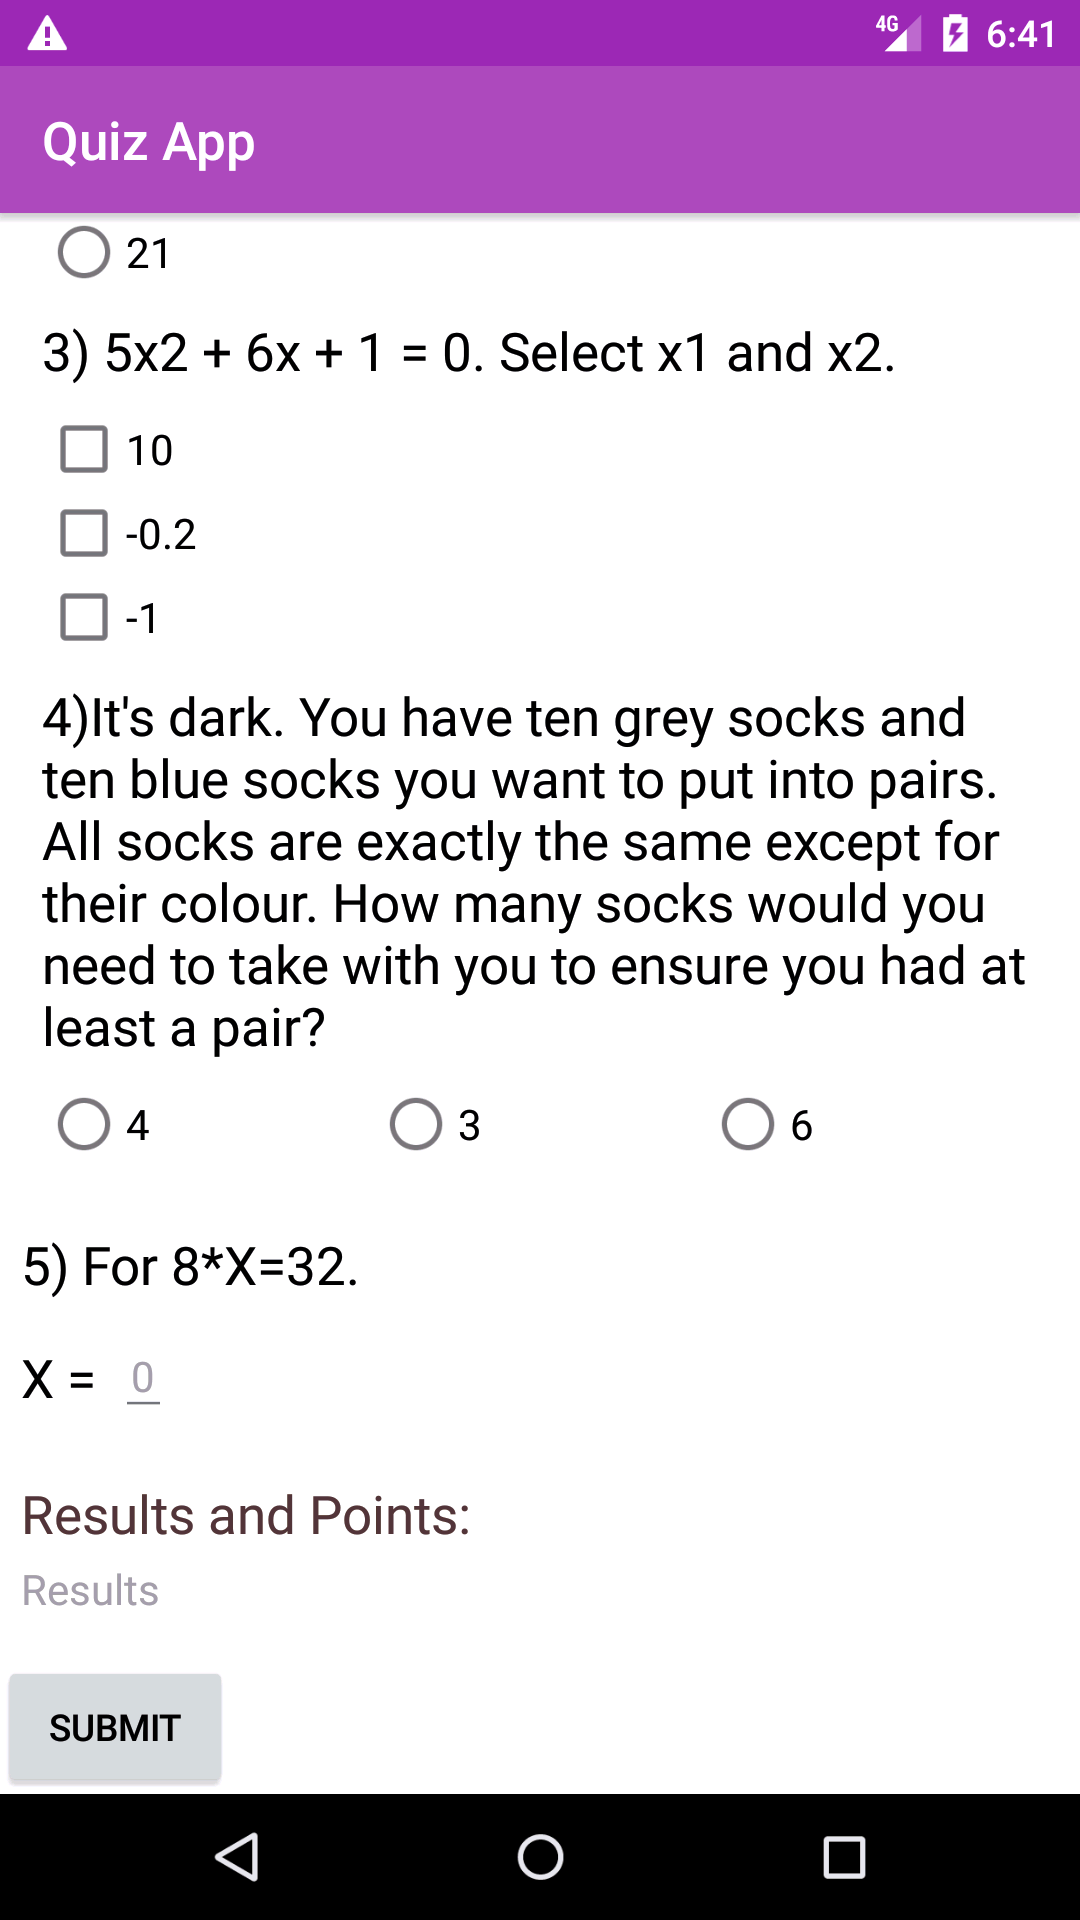 4G 6:41
Quiz App
21
3) 5x2 + 6x + 1 = 0. Select x1 and x2.
10
-0.2
-1
4)It's dark. You have ten grey socks and
ten blue socks you want to put into pairs.
All socks are exactly the same except for
their colour. How many socks would you
need to take with you to ensure you had at
least a pair?
4 3 6
5) For 8*X=32.
X = 0
Results and Points:
Results
SUBMIT